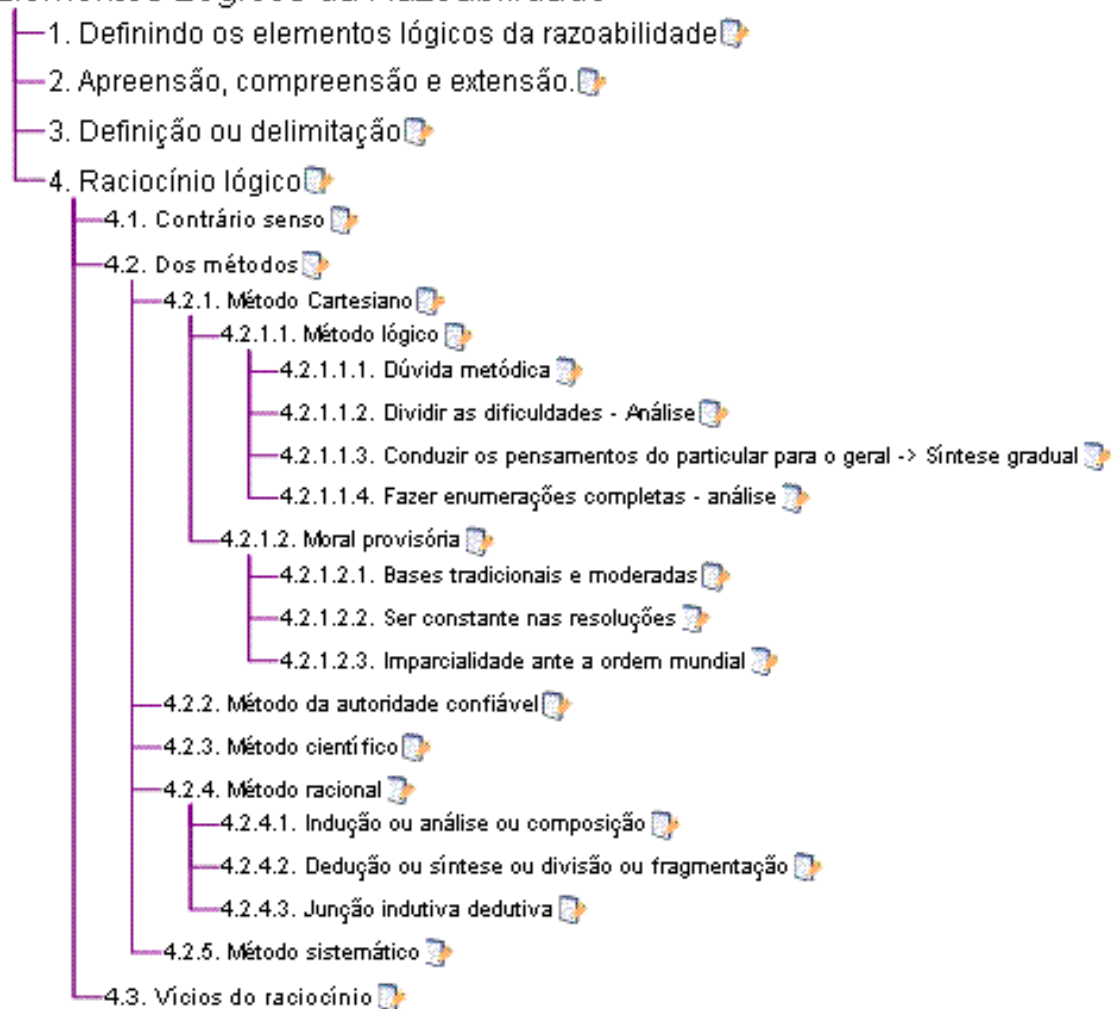 Elementos Lógicos da Razoabilidade
1. Definindo os elementos lógicos da razoabilidade
2. Apreensão, compreensão e extensão.
3. Definição ou delimitação
4. Raciocínio lógico
4.1. Contrário senso
4.2. Dos métodos
4.2.1. Método Cartesiano
4.2.1.1. Método lógico
4.2.1.1.1. Dúvida metódica
4.2.1.1.2. Dividir as dificuldades - Análise
4.2.1.1.3. Conduzir os pensamentos do particular para o geral -> Síntese gradual
4.2.1.1.4. Fazer enumerações completas - análise
4.2.1.2. Moral provisória
4.2.1.2.1. Bases tradicionais e moderadas
4.2.1.2.2. Ser constante nas resoluções
4.2.1.2.3. Imparcialidade ante a ordem mundial
4.2.2. Método da autoridade confiável
4.2.3. Método científico
4.2.4. Método racional
4.2.4.1. Indução ou análise ou composição
4.2.4.2. Dedução ou síntese ou divisão ou fragmentação
4.2.4.3. Junção indutiva dedutiva
4.2.5. Método sistemático
4.3. Vícios do raciocínio